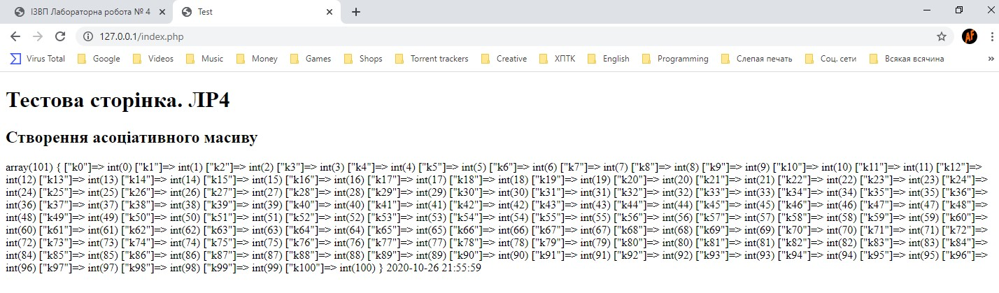 ІЗВП Лабораторна робота № 4
Test
127.0.0.1/index.php
AF
Virus Total Google Videos Music Money Games Shops Torrent trackers Creative ХПТК English Programming Слепая печать Соц. сети Всякая всячина »
Тестова сторінка. ЛР4
Створення асоціативного масиву
array(101) { ["k0"]=> int(0) ["k1"]=> int(1) ["k2"]=> int(2) ["k3"]=> int(3) ["k4"]=> int(4) ["k5"]=> int(5) ["k6"]=> int(6) ["k7"]=> int(7) ["k8"]=> int(8) ["k9"]=> int(9) ["k10"]=> int(10) ["k11"]=> int(11) ["k12"]=>
int(12) ["k13"]=> int(13) ["k14"]=> int(14) ["k15"]=> int(15) ["k16"]=> int(16) ["k17"]=> int(17) ["k18"]=> int(18) ["k19"]=> int(19) ["k20"]=> int(20) ["k21"]=> int(21) ["k22"]=> int(22) ["k23"]=> int(23) ["k24"]=>
int(24) ["k25"]=> int(25) ["k26"]=> int(26) ["k27"]=> int(27) ["k28"]=> int(28) ["k29"]=> int(29) ["k30"]=> int(30) ["k31"]=> int(31) ["k32"]=> int(32) ["k33"]=> int(33) ["k34"]=> int(34) ["k35"]=> int(35) ["k36"]=>
int(36) ["k37"]=> int(37) ["k38"]=> int(38) ["k39"]=> int(39) ["k40"]=> int(40) ["k41"]=> int(41) ["k42"]=> int(42) ["k43"]=> int(43) ["k44"]=> int(44) ["k45"]=> int(45) ["k46"]=> int(46) ["k47"]=> int(47) ["k48"]=>
int(48) ["k49"]=> int(49) ["k50"]=> int(50) ["k51"]=> int(51) ["k52"]=> int(52) ["k53"]=> int(53) ["k54"]=> int(54) ["k55"]=> int(55) ["k56"]=> int(56) ["k57"]=> int(57) ["k58"]=> int(58) ["k59"]=> int(59) ["k60"]=>
int(60) ["k61"]=> int(61) ["k62"]=> int(62) ["k63"]=> int(63) ["k64"]=> int(64) ["k65"]=> int(65) ["k66"]=> int(66) ["k67"]=> int(67) ["k68"]=> int(68) ["k69"]=> int(69) ["k70"]=> int(70) ["k71"]=> int(71) ["k72"]=>
int(72) ["k73"]=> int(73) ["k74"]=> int(74) ["k75"]=> int(75) ["k76"]=> int(76) ["k77"]=> int(77) ["k78"]=> int(78) ["k79"]=> int(79) ["k80"]=> int(80) ["k81"]=> int(81) ["k82"]=> int(82) ["k83"]=> int(83) ["k84"]=>
int(84) ["k85"]=> int(85) ["k86"]=> int(86) ["k87"]=> int(87) ["k88"]=> int(88) ["k89"]=> int(89) ["k90"]=> int(90) ["k91"]=> int(91) ["k92"]=> int(92) ["k93"]=> int(93) ["k94"]=> int(94) ["k95"]=> int(95) ["k96"]=>
int(96) ["k97"]=> int(97) ["k98"]=> int(98) ["k99"]=> int(99) ["k100"]=> int(100) } 2020-10-26 21:55:59